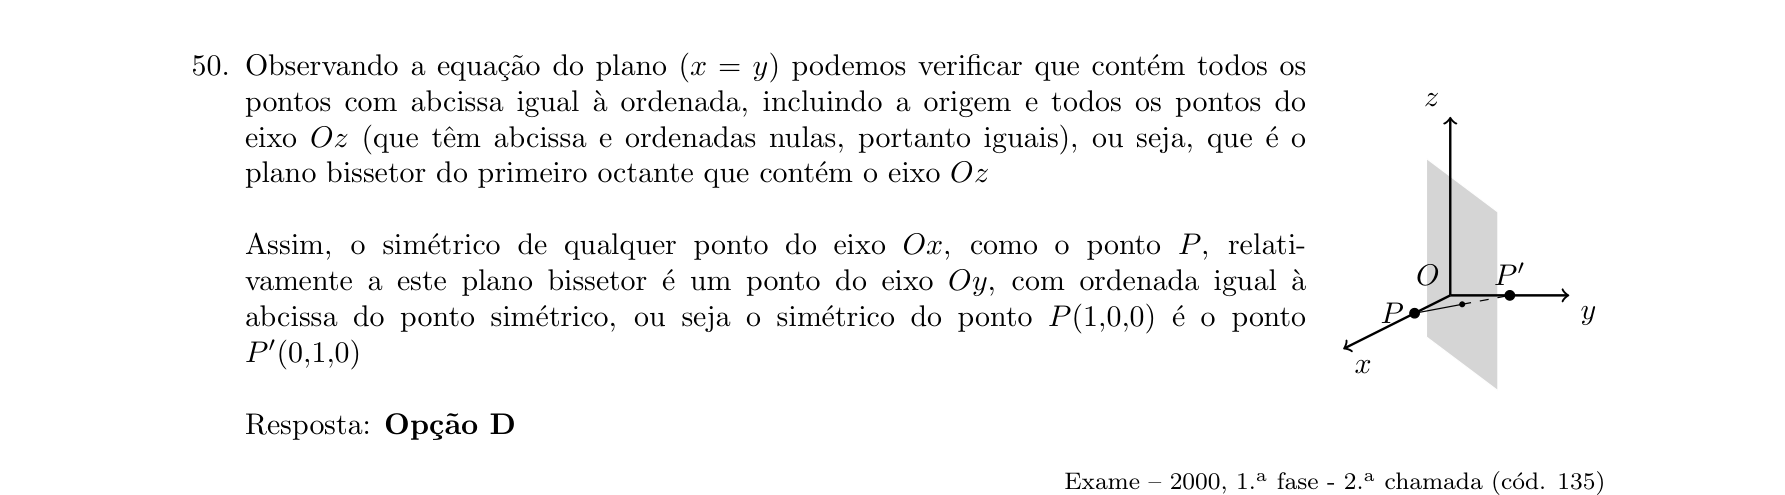 50. Observando a equação do plano (x = y) podemos verificar que contém todos os
pontos com abcissa igual à ordenada, incluindo a origem e todos os pontos do
eixo Oz (que têm abcissa e ordenadas nulas, portanto iguais), ou seja, que é o
plano bissetor do primeiro octante que contém o eixo Oz
Assim, o simétrico de qualquer ponto do eixo Ox, como o ponto P, relati-
vamente a este plano bissetor é um ponto do eixo Oy, com ordenada igual à
abcissa do ponto simétrico, ou seja o simétrico do ponto P(1,0,0) é o ponto
P′(0,1,0)
Resposta: Opção D
z
O
P′
P
y
x
Exame – 2000, 1.ª fase - 2.ª chamada (cód. 135)